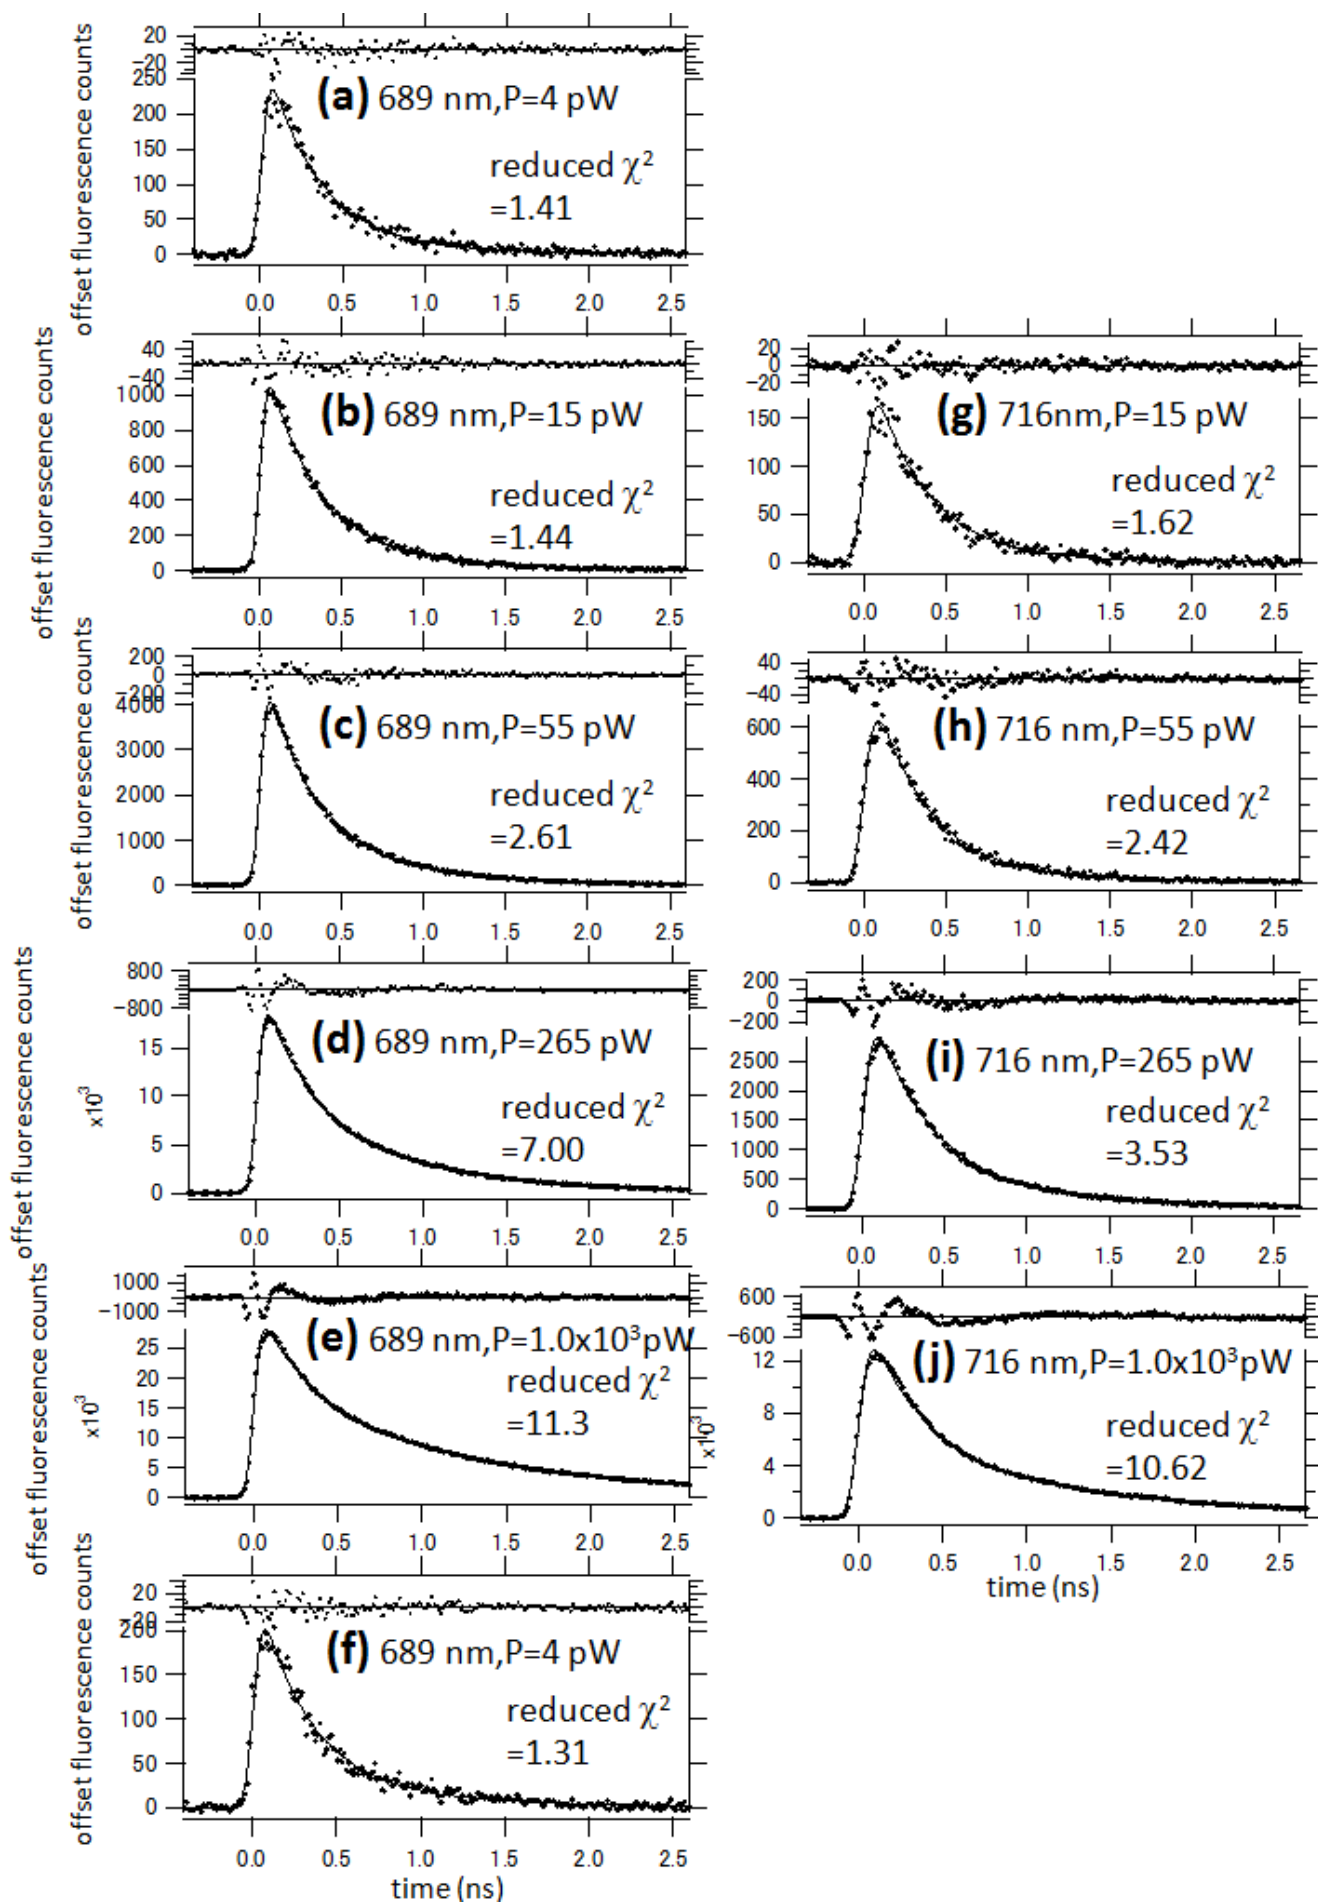 offset fluorescence counts
20
-20
250
200
150
100
50
0
(a) 689 nm,P=4 pW
reduced χ²
=1.41
0.0 0.5 1.0 1.5 2.0 2.5
offset fluorescence counts
40
-40
1000
800
600
400
200
0
(b) 689 nm,P=15 pW
reduced χ²
=1.44
0.0 0.5 1.0 1.5 2.0 2.5
offset fluorescence counts
200
0
-200
4000
3000
2000
1000
0
(c) 689 nm,P=55 pW
reduced χ²
=2.61
0.0 0.5 1.0 1.5 2.0 2.5
offset fluorescence counts
x10³
800
-800
15
10
5
0
(d) 689 nm,P=265 pW
reduced χ²
=7.00
0.0 0.5 1.0 1.5 2.0 2.5
offset fluorescence counts
x10³
1000
-1000
25
20
15
10
5
0
(e) 689 nm,P=1.0x10³pW
reduced χ²
=11.3
0.0 0.5 1.0 1.5 2.0 2.5
offset fluorescence counts
20
-20
200
150
100
50
0
(f) 689 nm,P=4 pW
reduced χ²
=1.31
0.0 0.5 1.0 1.5 2.0 2.5
time (ns)
20
0
-20
150
100
50
0
(g) 716nm,P=15 pW
reduced χ²
=1.62
0.0 0.5 1.0 1.5 2.0 2.5
40
-40
600
400
200
0
(h) 716 nm,P=55 pW
reduced χ²
=2.42
0.0 0.5 1.0 1.5 2.0 2.5
200
0
-200
2500
2000
1500
1000
500
0
(i) 716 nm,P=265 pW
reduced χ²
=3.53
0.0 0.5 1.0 1.5 2.0 2.5
x10³
600
-600
12
8
4
0
(j) 716 nm,P=1.0x10³pW
reduced χ²
=10.62
0.0 0.5 1.0 1.5 2.0 2.5
time (ns)